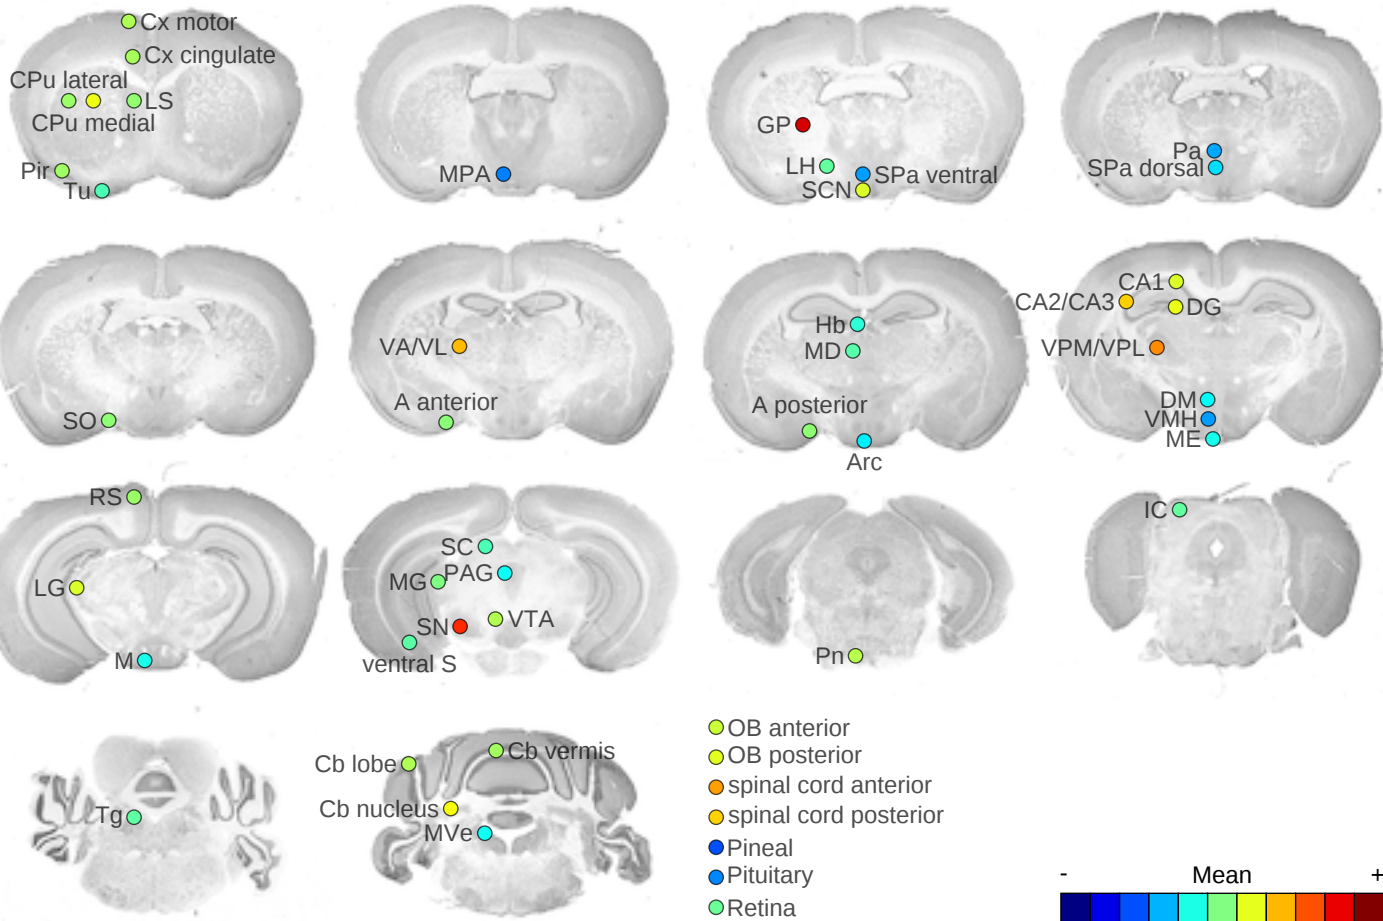 Cx motor
Cx cingulate
CPu lateral
LS
CPu medial
Pir
Tu
MPA
GP
LH
SPa ventral
SCN
Pa
SPa dorsal
SO
VA/VL
A anterior
Hb
MD
A posterior
Arc
CA1
CA2/CA3
DG
VPM/VPL
DM
VMH
ME
RS
LG
M
SC
MG
PAG
SN
VTA
ventral S
Pn
IC
Tg
Cb lobe
Cb vermis
Cb nucleus
MVe
OB anterior
OB posterior
spinal cord anterior
spinal cord posterior
Pineal
Pituitary
Retina
- Mean +